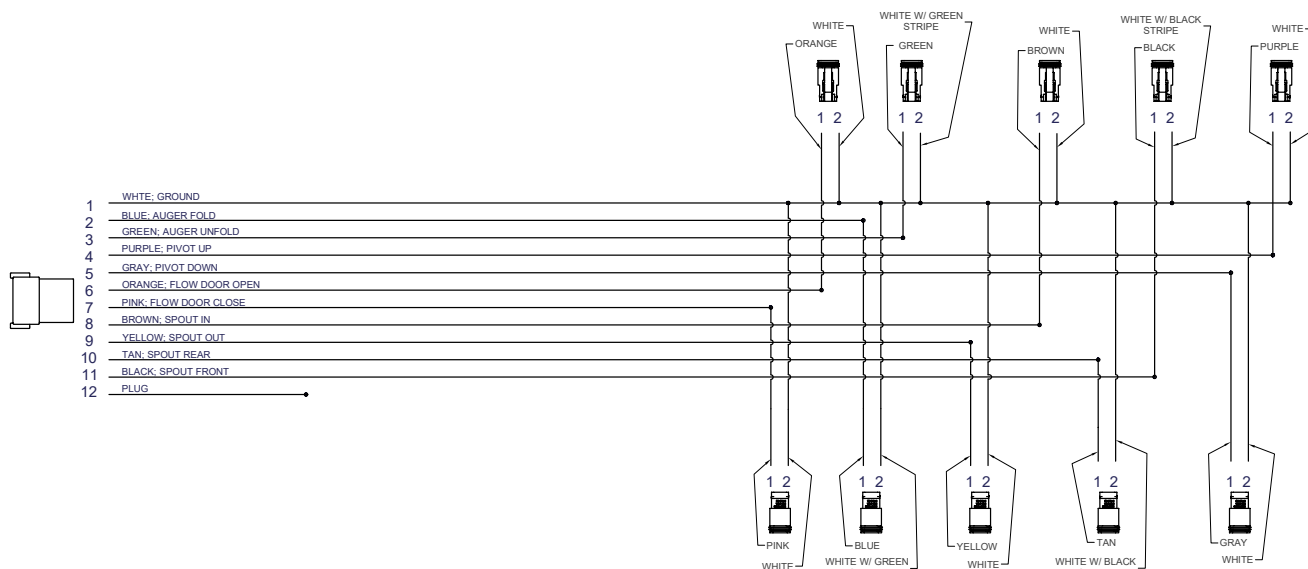 WHITE
ORANGE
1 2
WHITE W/ GREEN
STRIPE
GREEN
1 2
WHITE
BROWN
1 2
WHITE W/ BLACK
STRIPE
BLACK
1 2
WHITE
PURPLE
1 2
1 WHTE; GROUND
2 BLUE; AUGER FOLD
3 GREEN; AUGER UNFOLD
4 PURPLE; PIVOT UP
5 GRAY; PIVOT DOWN
6 ORANGE; FLOW DOOR OPEN
7 PINK; FLOW DOOR CLOSE
8 BROWN; SPOUT IN
9 YELLOW; SPOUT OUT
10 TAN; SPOUT REAR
11 BLACK; SPOUT FRONT
12 PLUG
1 2
PINK
WHITE
1 2
BLUE
WHITE W/ GREEN
1 2
YELLOW
WHITE
1 2
TAN
WHITE W/ BLACK
1 2
GRAY
WHITE